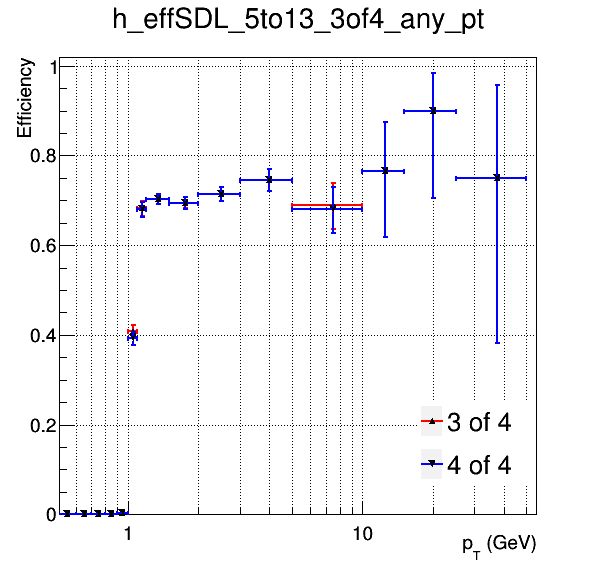 h_effSDL_5to13_3of4_any_pt
Efficiency
1
0.8
0.6
0.4
0.2
0
3 of 4
4 of 4
1
10
p_T (GeV)